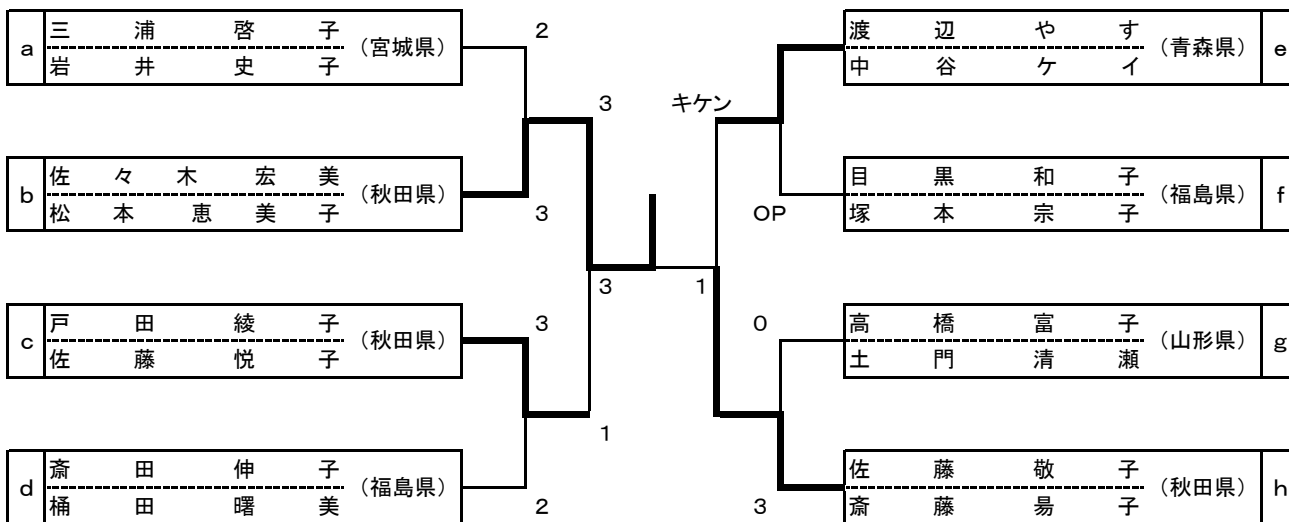 a 三浦啓子 (宮城県)
岩井史子
2
3
b 佐々木宏美 (秋田県)
松本恵美子
3
3
c 戸田綾子 (秋田県)
佐藤悦子
3
1
d 斎田伸子 (福島県)
桶田曙美
2
渡辺やす (青森県) e
中谷ケイ
キケン
目黒和子 (福島県) f
塚本宗子
OP
1
0
高橋富子 (山形県) g
土門清瀬
佐藤敬子 (秋田県) h
斎藤昜子
3